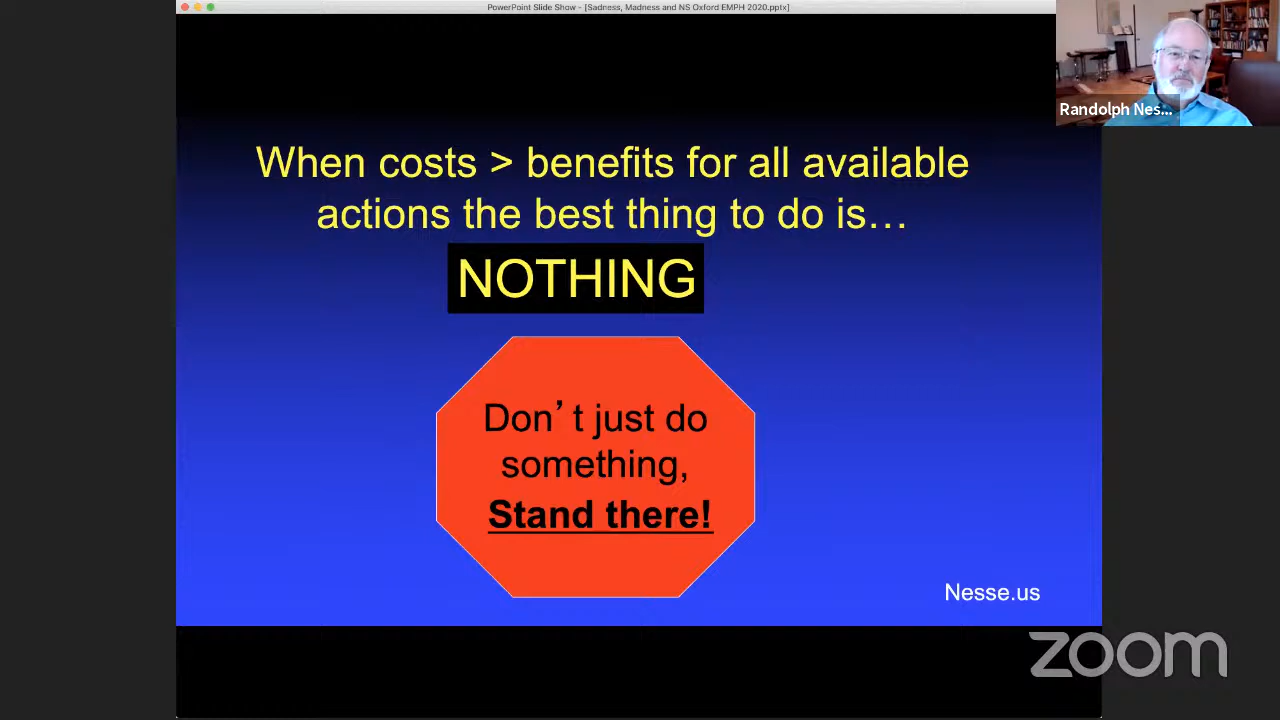 PowerPoint Slide Show - [Sadness, Madness and NS Oxford EMPH 2020.pptx]
Randolph Nes...
When costs > benefits for all available
actions the best thing to do is…
NOTHING
Don’t just do
something,
Stand there!
Nesse.us
zoom